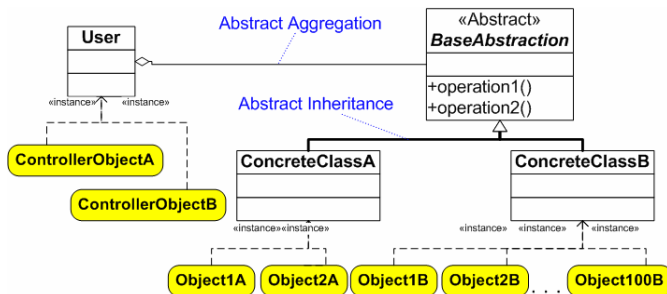 Abstract Aggregation
«Abstract»
BaseAbstraction
User
+operation1()
+operation2()
«instance» «instance»
Abstract Inheritance
ControllerObjectA
ConcreteClassA
ConcreteClassB
ControllerObjectB
«instance» «instance»
«instance» «instance» «instance»
Object1A
Object2A
Object1B
Object2B
. . .
Object100B